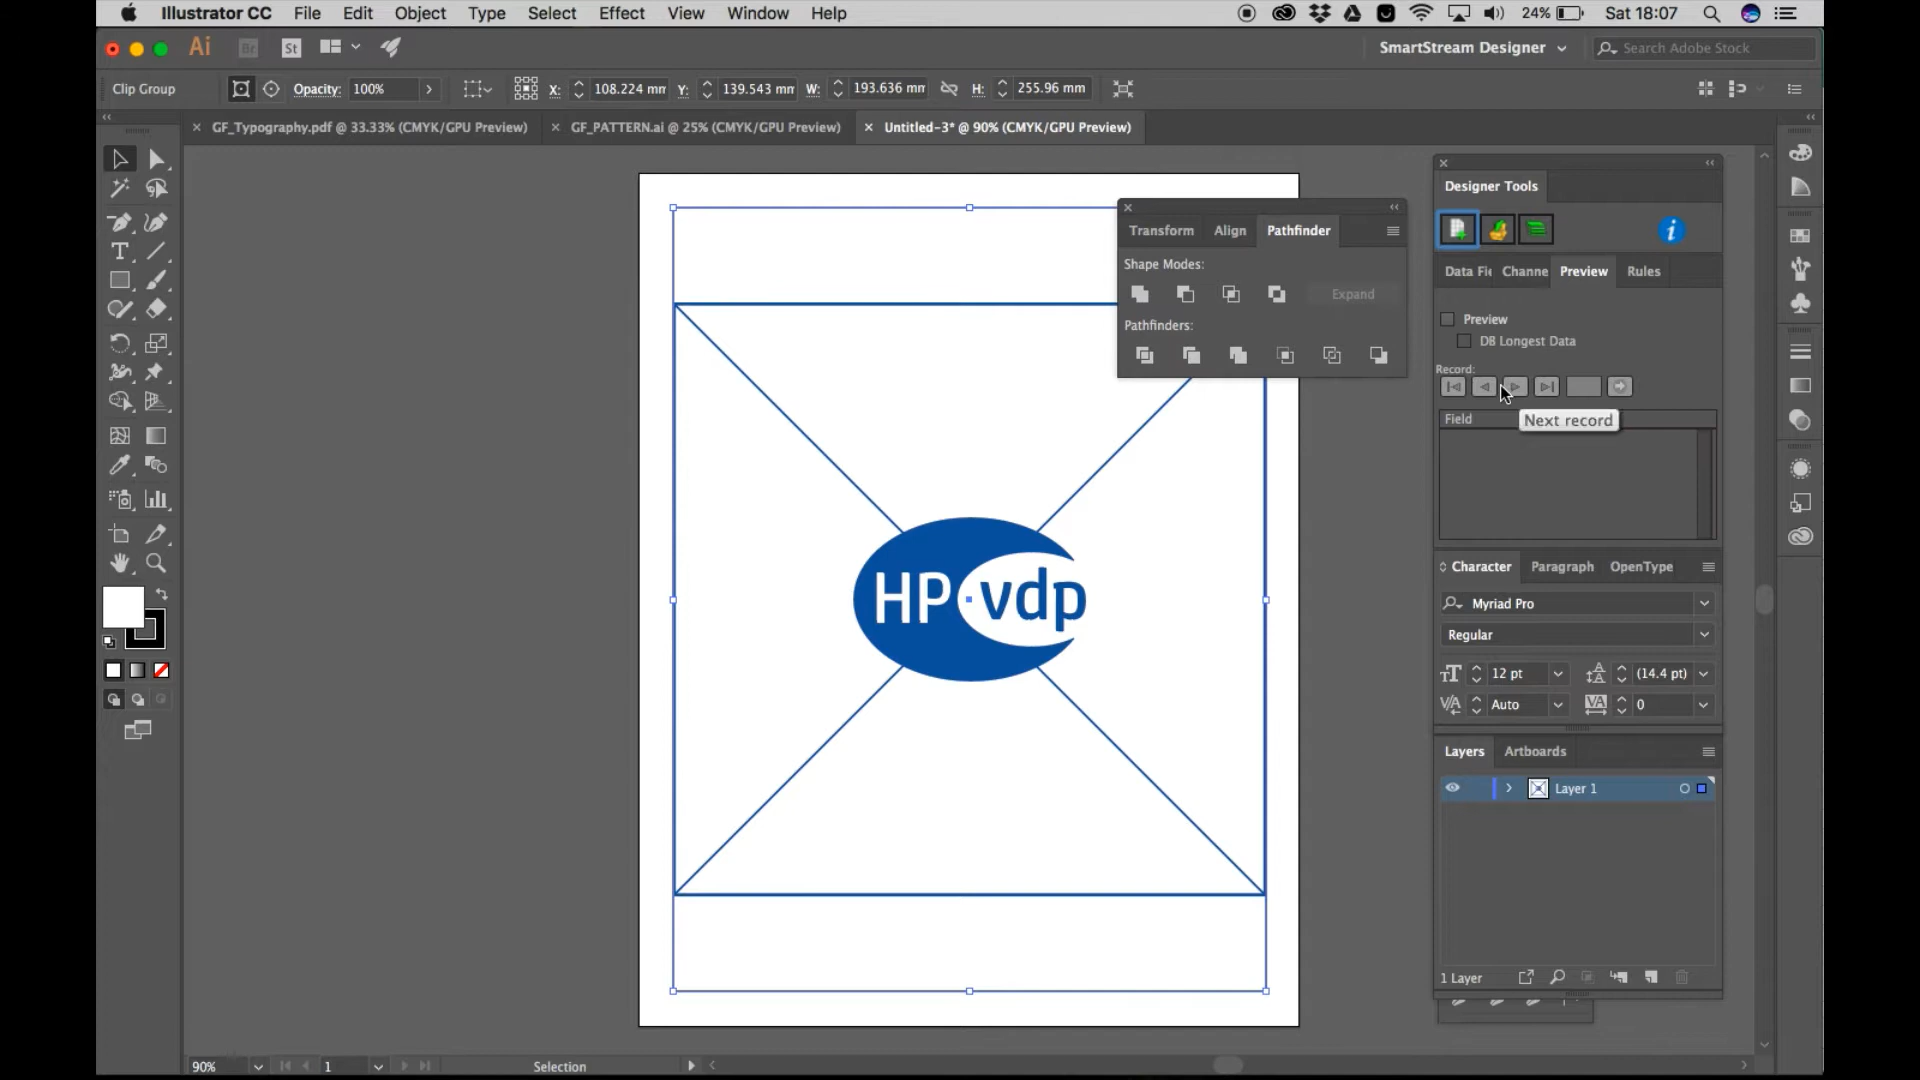 Illustrator CC File Edit Object Type Select Effect View Window Help 24% Sat 18:07
Ai Br St SmartStream Designer Search Adobe Stock
Clip Group Opacity: 100% X: 108.224 mm Y: 139.543 mm W: 193.636 mm H: 255.96 mm
GF_Typography.pdf @ 33.33% (CMYK/GPU Preview) GF_PATTERN.ai @ 25% (CMYK/GPU Preview) Untitled-3* @ 90% (CMYK/GPU Preview)
Designer Tools
Data Fi Channe Preview Rules
Transform Align Pathfinder
Shape Modes:
Expand
Pathfinders:
Preview
DB Longest Data
Record:
Field
Next record
HP vdp
Character Paragraph OpenType
Myriad Pro
Regular
12 pt (14.4 pt)
Auto 0
Layers Artboards
Layer 1
1 Layer
90% 1 Selection